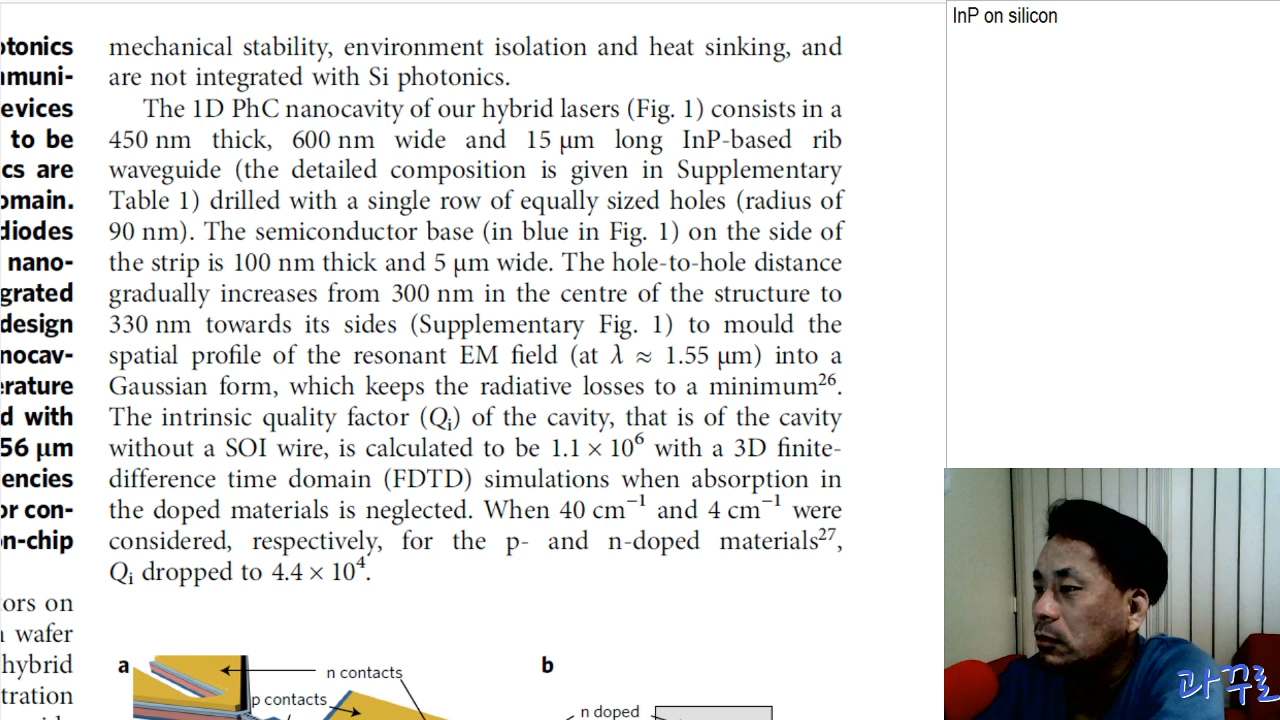 InP on silicon
otonics
mmuni-
evices
to be
cs are
omain.
diodes
nano-
grated
design
nocav-
erature
d with
56 μm
encies
or con-
n-chip
ors on
wafer
hybrid
tration
mechanical stability, environment isolation and heat sinking, and
are not integrated with Si photonics.
The 1D PhC nanocavity of our hybrid lasers (Fig. 1) consists in a
450 nm thick, 600 nm wide and 15 μm long InP-based rib
waveguide (the detailed composition is given in Supplementary
Table 1) drilled with a single row of equally sized holes (radius of
90 nm). The semiconductor base (in blue in Fig. 1) on the side of
the strip is 100 nm thick and 5 μm wide. The hole-to-hole distance
gradually increases from 300 nm in the centre of the structure to
330 nm towards its sides (Supplementary Fig. 1) to mould the
spatial profile of the resonant EM field (at λ ≈ 1.55 μm) into a
Gaussian form, which keeps the radiative losses to a minimum²⁶.
The intrinsic quality factor (Qᵢ) of the cavity, that is of the cavity
without a SOI wire, is calculated to be 1.1 × 10⁶ with a 3D finite-
difference time domain (FDTD) simulations when absorption in
the doped materials is neglected. When 40 cm⁻¹ and 4 cm⁻¹ were
considered, respectively, for the p- and n-doped materials²⁷,
Qᵢ dropped to 4.4 × 10⁴.
a
n contacts
p contacts
b
n doped
과꾸로